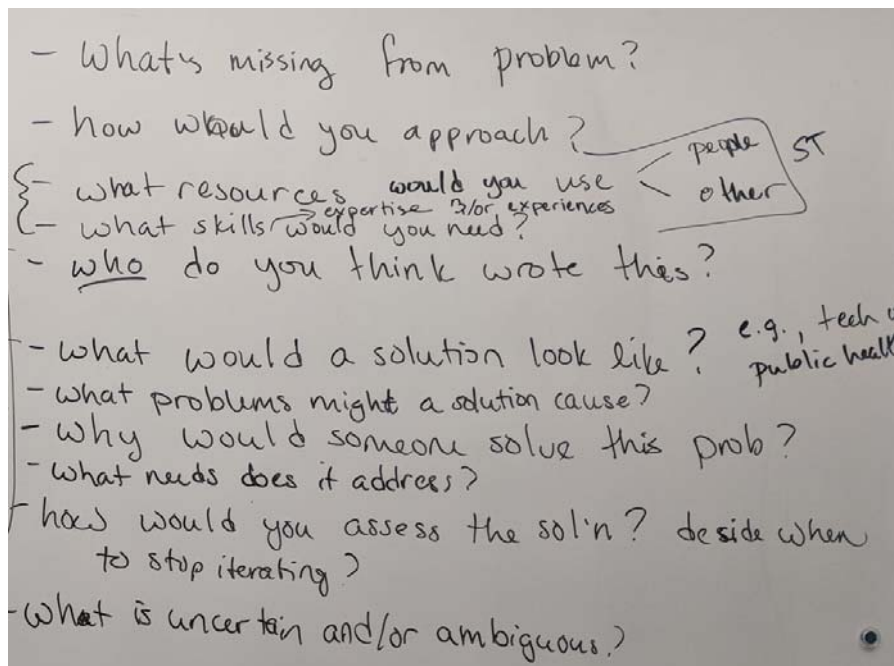 - What's missing from problem?
- how would you approach?
people
ST
- what resources would you use
other
→ expertise &/or experiences
- what skills would you need?
- who do you think wrote this?
- what would a solution look like?
e.g., tech
public healt
- what problems might a solution cause?
- Why would someone solve this prob?
- what needs does it address?
- how would you assess the sol'n? deside when
to stop iterating?
- What is uncertain and/or ambiguous?